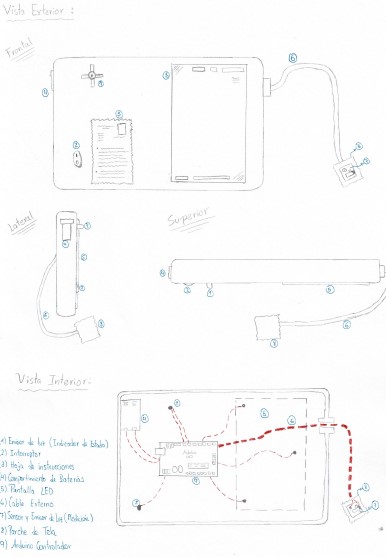 Vista Exterior:
Frontal
Lateral
Superior
Vista Interior:
1) Emisor de luz (Indicador de Estados)
2) Interruptor
3) Hoja de instrucciones
4) Compartimiento de Baterías
5) Pantalla LED
6) Cable Externo
7) Sensor y Emisor de luz (Medición)
8) Parche de Tela
9) Arduino Controlador